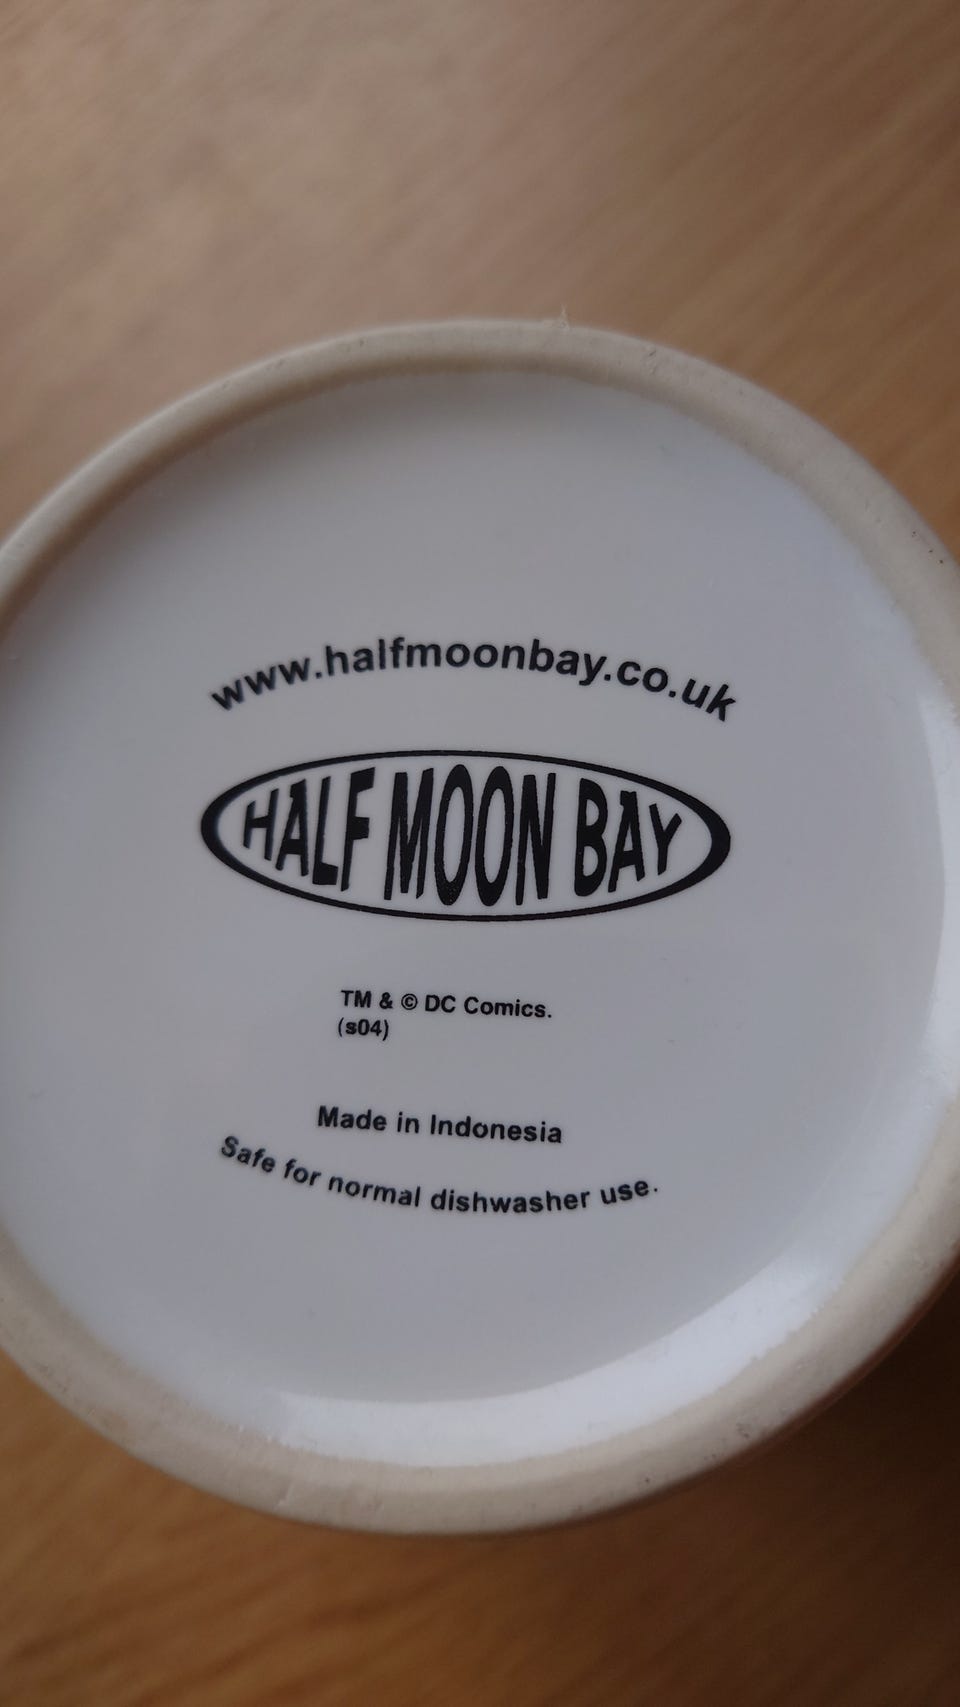 www.halfmoonbay.co.uk
HALF MOON BAY
TM & © DC Comics.
(s04)
Made in Indonesia
Safe for normal dishwasher use.